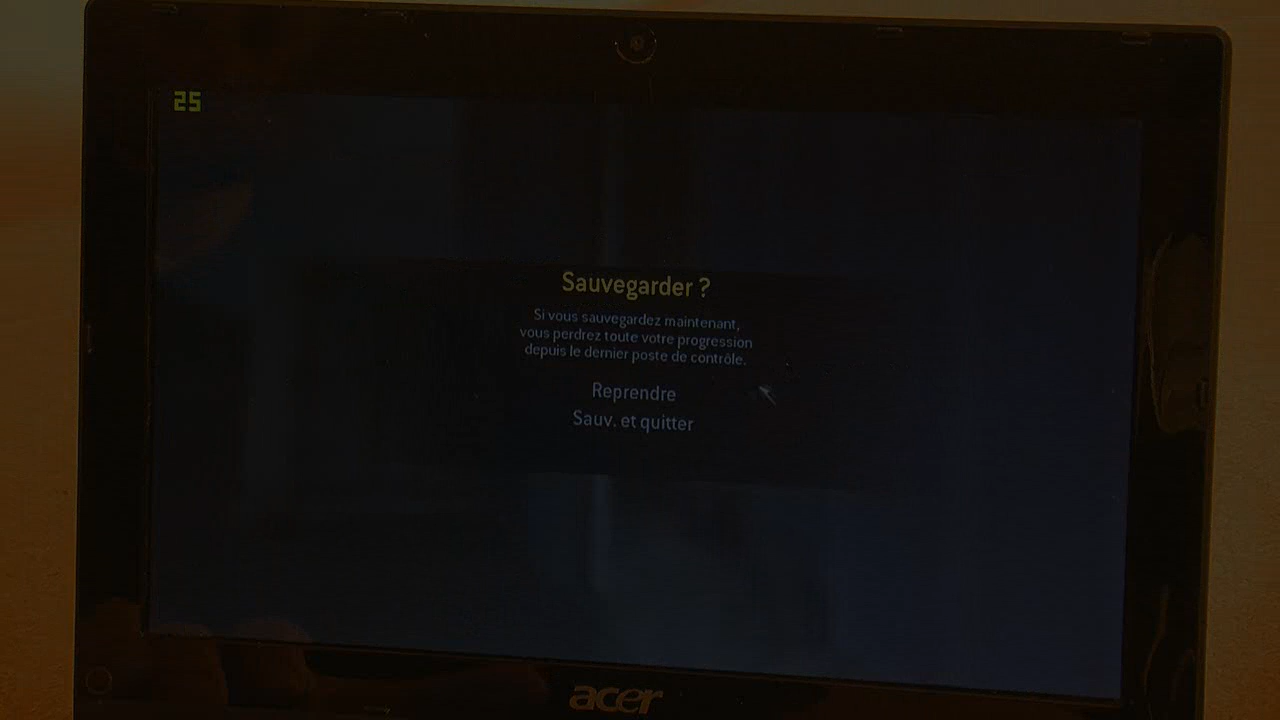 25
Sauvegarder ?
Si vous sauvegardez maintenant,
vous perdrez toute votre progression
depuis le dernier poste de contrôle.
Reprendre
Sauv. et quitter
acer